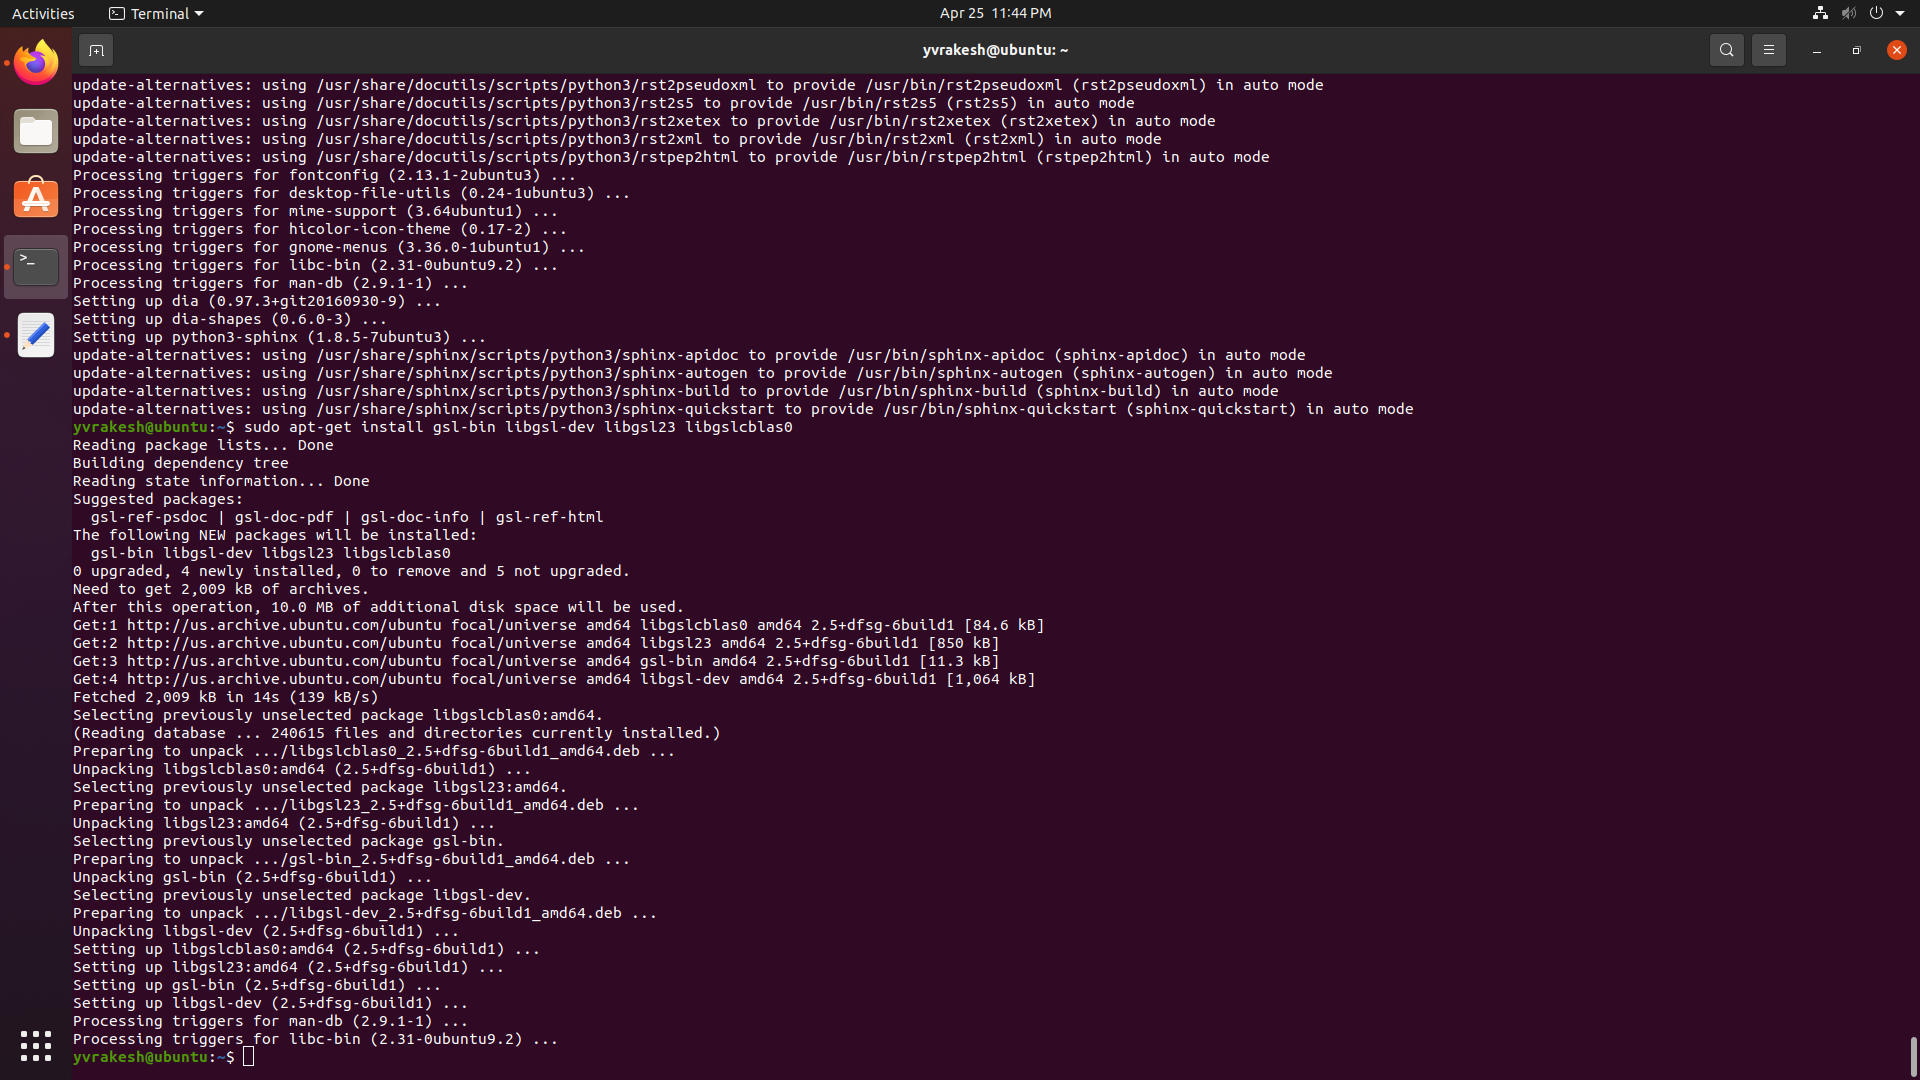 Activities Terminal Apr 25 11:44 PM
yvrakesh@ubuntu: ~
update-alternatives: using /usr/share/docutils/scripts/python3/rst2pseudoxml to provide /usr/bin/rst2pseudoxml (rst2pseudoxml) in auto mode
update-alternatives: using /usr/share/docutils/scripts/python3/rst2s5 to provide /usr/bin/rst2s5 (rst2s5) in auto mode
update-alternatives: using /usr/share/docutils/scripts/python3/rst2xetex to provide /usr/bin/rst2xetex (rst2xetex) in auto mode
update-alternatives: using /usr/share/docutils/scripts/python3/rst2xml to provide /usr/bin/rst2xml (rst2xml) in auto mode
update-alternatives: using /usr/share/docutils/scripts/python3/rstpep2html to provide /usr/bin/rstpep2html (rstpep2html) in auto mode
Processing triggers for fontconfig (2.13.1-2ubuntu3) ...
Processing triggers for desktop-file-utils (0.24-1ubuntu3) ...
Processing triggers for mime-support (3.64ubuntu1) ...
Processing triggers for hicolor-icon-theme (0.17-2) ...
Processing triggers for gnome-menus (3.36.0-1ubuntu1) ...
Processing triggers for libc-bin (2.31-0ubuntu9.2) ...
Processing triggers for man-db (2.9.1-1) ...
Setting up dia (0.97.3+git20160930-9) ...
Setting up dia-shapes (0.6.0-3) ...
Setting up python3-sphinx (1.8.5-7ubuntu3) ...
update-alternatives: using /usr/share/sphinx/scripts/python3/sphinx-apidoc to provide /usr/bin/sphinx-apidoc (sphinx-apidoc) in auto mode
update-alternatives: using /usr/share/sphinx/scripts/python3/sphinx-autogen to provide /usr/bin/sphinx-autogen (sphinx-autogen) in auto mode
update-alternatives: using /usr/share/sphinx/scripts/python3/sphinx-build to provide /usr/bin/sphinx-build (sphinx-build) in auto mode
update-alternatives: using /usr/share/sphinx/scripts/python3/sphinx-quickstart to provide /usr/bin/sphinx-quickstart (sphinx-quickstart) in auto mode
yvrakesh@ubuntu:~$ sudo apt-get install gsl-bin libgsl-dev libgsl23 libgslcblas0
Reading package lists... Done
Building dependency tree
Reading state information... Done
Suggested packages:
  gsl-ref-psdoc | gsl-doc-pdf | gsl-doc-info | gsl-ref-html
The following NEW packages will be installed:
  gsl-bin libgsl-dev libgsl23 libgslcblas0
0 upgraded, 4 newly installed, 0 to remove and 5 not upgraded.
Need to get 2,009 kB of archives.
After this operation, 10.0 MB of additional disk space will be used.
Get:1 http://us.archive.ubuntu.com/ubuntu focal/universe amd64 libgslcblas0 amd64 2.5+dfsg-6build1 [84.6 kB]
Get:2 http://us.archive.ubuntu.com/ubuntu focal/universe amd64 libgsl23 amd64 2.5+dfsg-6build1 [850 kB]
Get:3 http://us.archive.ubuntu.com/ubuntu focal/universe amd64 gsl-bin amd64 2.5+dfsg-6build1 [11.3 kB]
Get:4 http://us.archive.ubuntu.com/ubuntu focal/universe amd64 libgsl-dev amd64 2.5+dfsg-6build1 [1,064 kB]
Fetched 2,009 kB in 14s (139 kB/s)
Selecting previously unselected package libgslcblas0:amd64.
(Reading database ... 240615 files and directories currently installed.)
Preparing to unpack .../libgslcblas0_2.5+dfsg-6build1_amd64.deb ...
Unpacking libgslcblas0:amd64 (2.5+dfsg-6build1) ...
Selecting previously unselected package libgsl23:amd64.
Preparing to unpack .../libgsl23_2.5+dfsg-6build1_amd64.deb ...
Unpacking libgsl23:amd64 (2.5+dfsg-6build1) ...
Selecting previously unselected package gsl-bin.
Preparing to unpack .../gsl-bin_2.5+dfsg-6build1_amd64.deb ...
Unpacking gsl-bin (2.5+dfsg-6build1) ...
Selecting previously unselected package libgsl-dev.
Preparing to unpack .../libgsl-dev_2.5+dfsg-6build1_amd64.deb ...
Unpacking libgsl-dev (2.5+dfsg-6build1) ...
Setting up libgslcblas0:amd64 (2.5+dfsg-6build1) ...
Setting up libgsl23:amd64 (2.5+dfsg-6build1) ...
Setting up gsl-bin (2.5+dfsg-6build1) ...
Setting up libgsl-dev (2.5+dfsg-6build1) ...
Processing triggers for man-db (2.9.1-1) ...
Processing triggers for libc-bin (2.31-0ubuntu9.2) ...
yvrakesh@ubuntu:~$